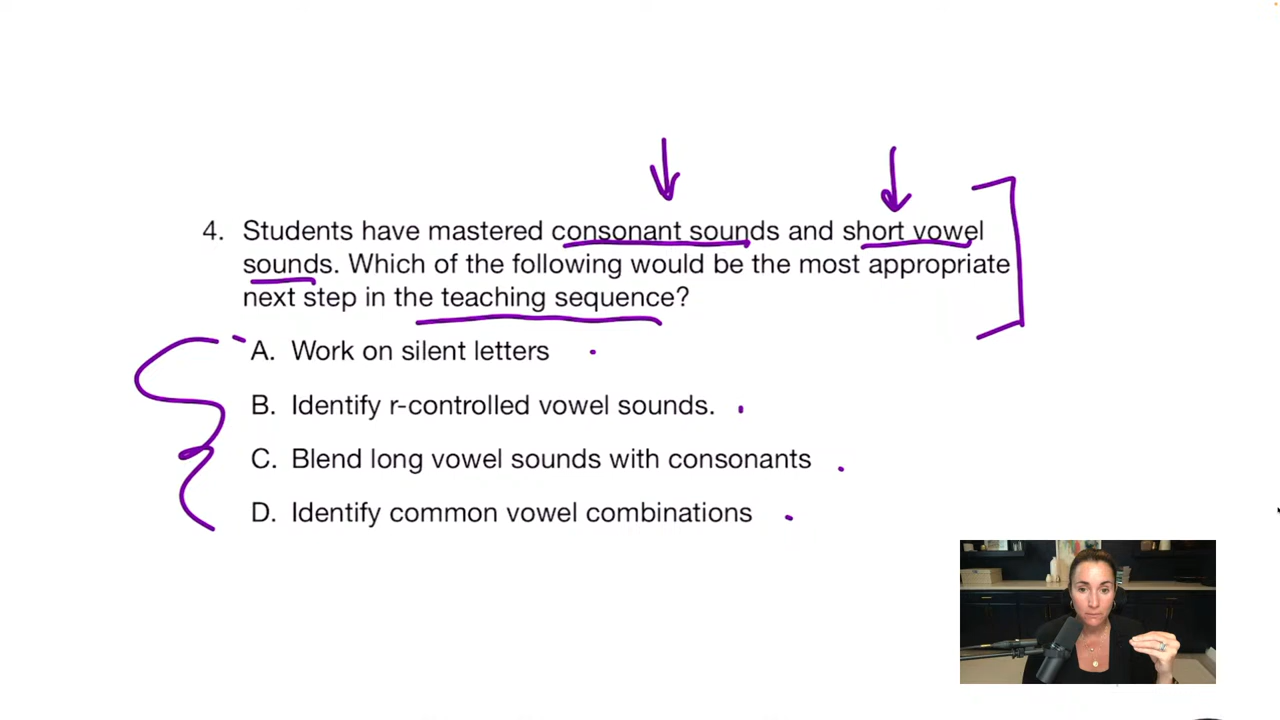 4. Students have mastered consonant sounds and short vowel
sounds. Which of the following would be the most appropriate
next step in the teaching sequence?
A. Work on silent letters
B. Identify r-controlled vowel sounds.
C. Blend long vowel sounds with consonants
D. Identify common vowel combinations